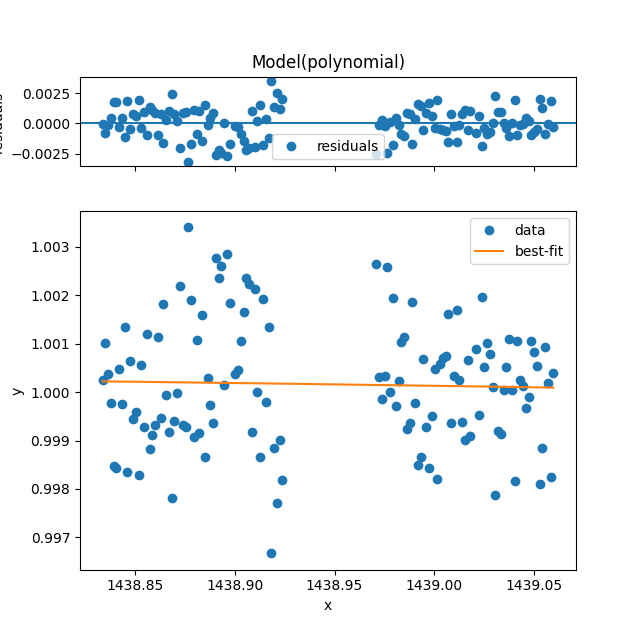 Model(polynomial)
0.0025
0.0000
−0.0025
residuals
residuals
1.003
1.002
1.001
1.000
0.999
0.998
0.997
y
data
best-fit
1438.85 1438.90 1438.95 1439.00 1439.05
x